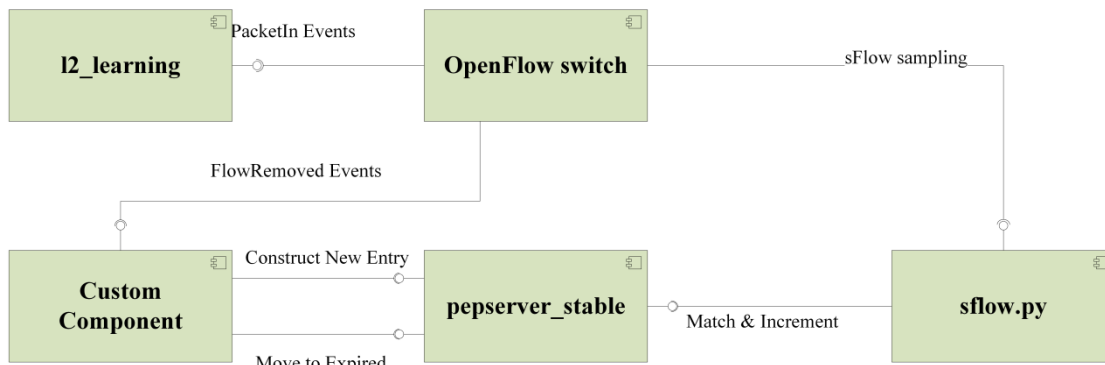 PacketIn Events
l2_learning
OpenFlow switch
sFlow sampling
FlowRemoved Events
Construct New Entry
Custom
Component
pepserver_stable
sflow.py
Match & Increment
Move to Expired